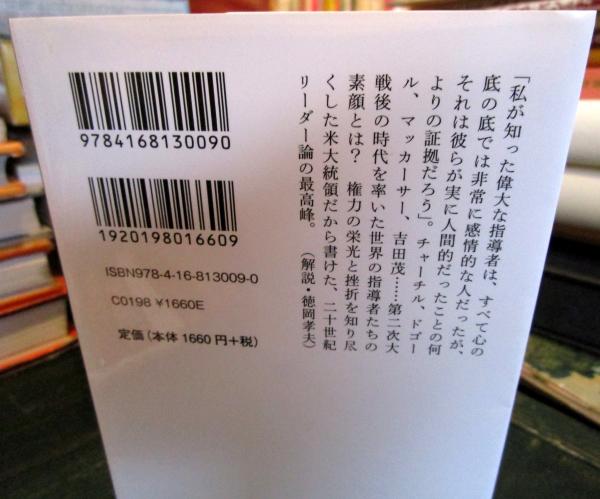 「私が知った偉大な指導者は、すべて心の
底の底では非常に感情的な人だったが、
それは彼らが実に人間的だったことの何
よりの証拠だろう」。チャーチル、ドゴー
ル、マッカーサー、吉田茂……第二次大
戦後の時代を率いた世界の指導者たちの
素顔とは？　権力の栄光と挫折を知り尽
くした米大統領だから書けた、二十世紀
リーダー論の最高峰。　（解説・徳岡孝夫）
9784168130090
1920198016609
ISBN978-4-16-813009-0
C0198 ¥1660E
定価（本体 1660 円＋税）